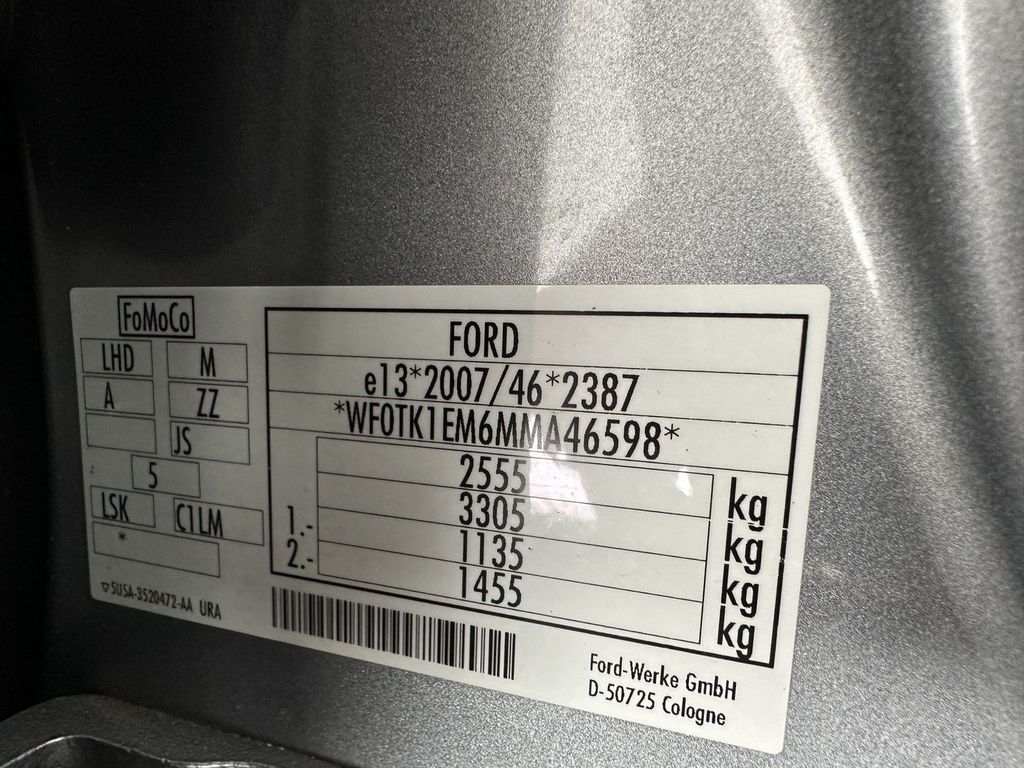 FoMoCo
LHD M
A ZZ
JS
5
LSK C1LM
*
▽SUSA-3520472-AA URA
FORD
e13*2007/46*2387
*WF0TK1EM6MMA46598*
2555 kg
3305 kg
1.- 1135 kg
2.- 1455 kg
Ford-Werke GmbH
D-50725 Cologne